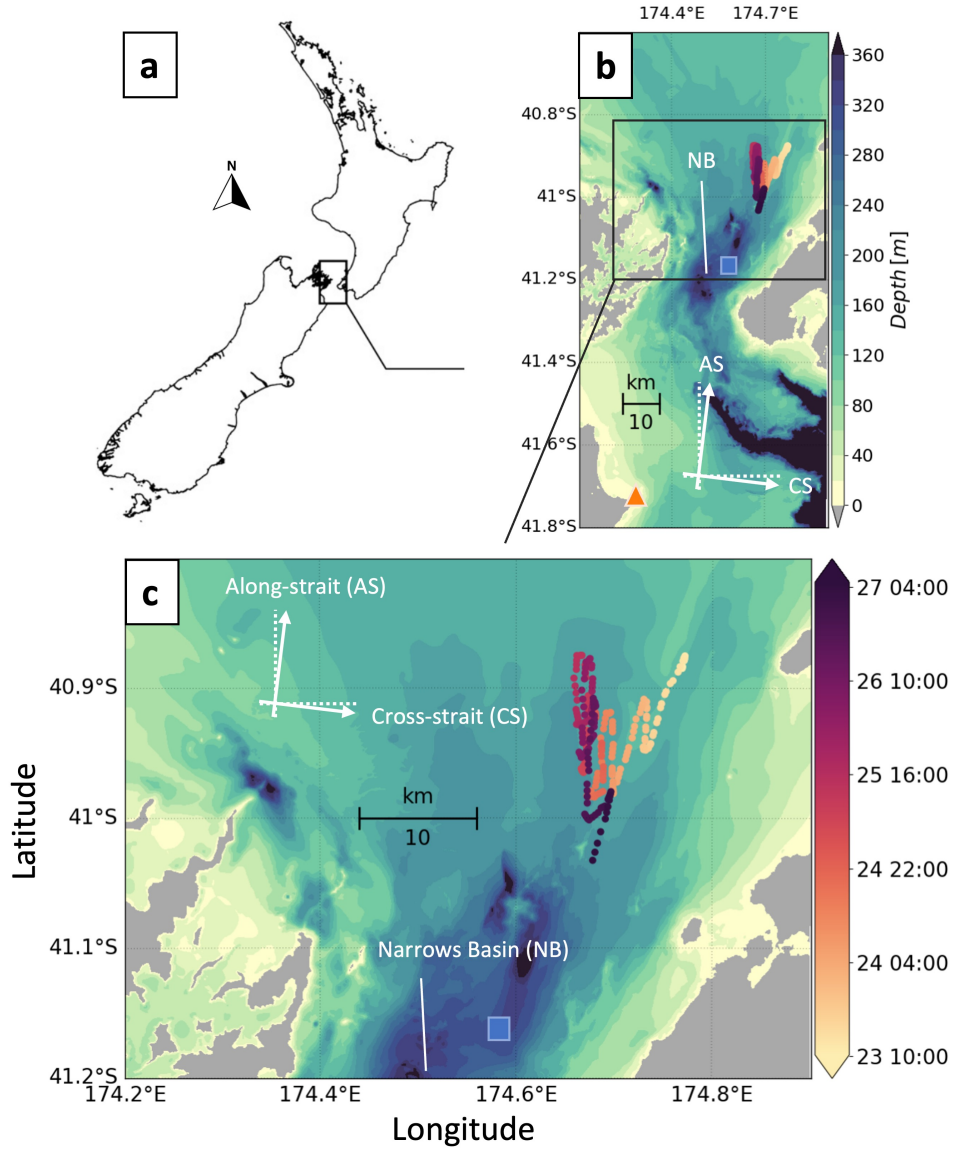 a
N
174.4°E 174.7°E
b
40.8°S
41°S
41.2°S
41.4°S
41.6°S
41.8°S
NB
AS
km
10
CS
360
320
280
240
200
160
120
80
40
0
Depth [m]
c
Along-strait (AS)
Cross-strait (CS)
km
10
Narrows Basin (NB)
40.9°S
41°S
41.1°S
41.2°S
Latitude
174.2°E 174.4°E 174.6°E 174.8°E
Longitude
27 04:00
26 10:00
25 16:00
24 22:00
24 04:00
23 10:00